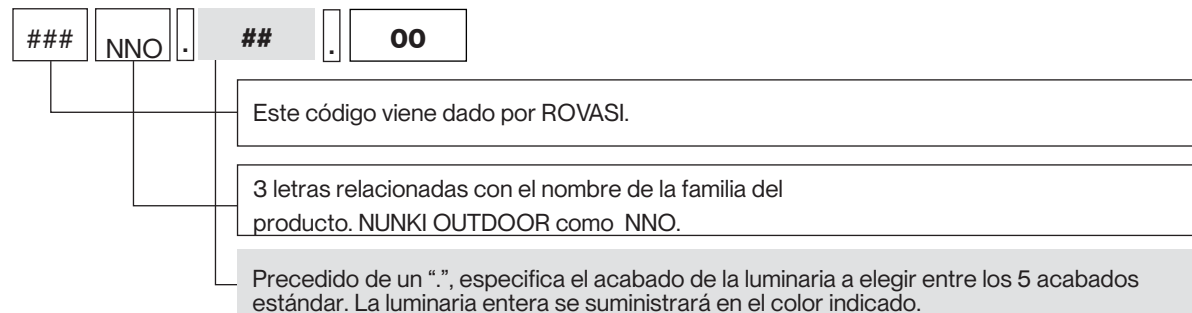 ### NNO . ## . 00
Este código viene dado por ROVASI.
3 letras relacionadas con el nombre de la familia del
producto. NUNKI OUTDOOR como NNO.
Precedido de un “.”, especifica el acabado de la luminaria a elegir entre los 5 acabados
estándar. La luminaria entera se suministrará en el color indicado.